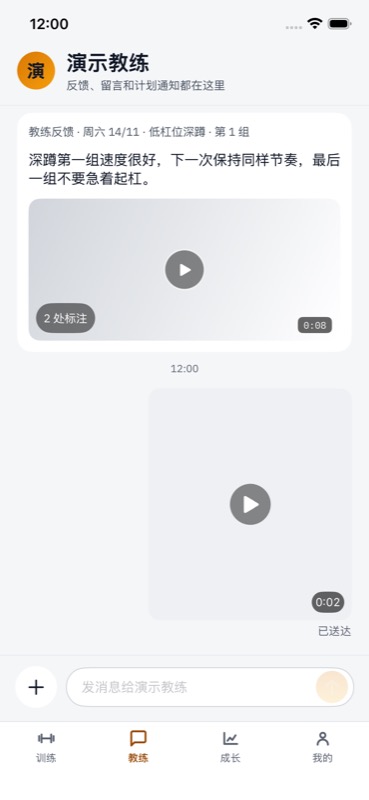 12:00
演
演示教练
反馈、留言和计划通知都在这里
教练反馈 · 周六 14/11 · 低杠位深蹲 · 第 1 组
深蹲第一组速度很好，下一次保持同样节奏，最后
一组不要急着起杠。
2 处标注
0:08
12:00
0:02
已送达
发消息给演示教练
训练
教练
成长
我的